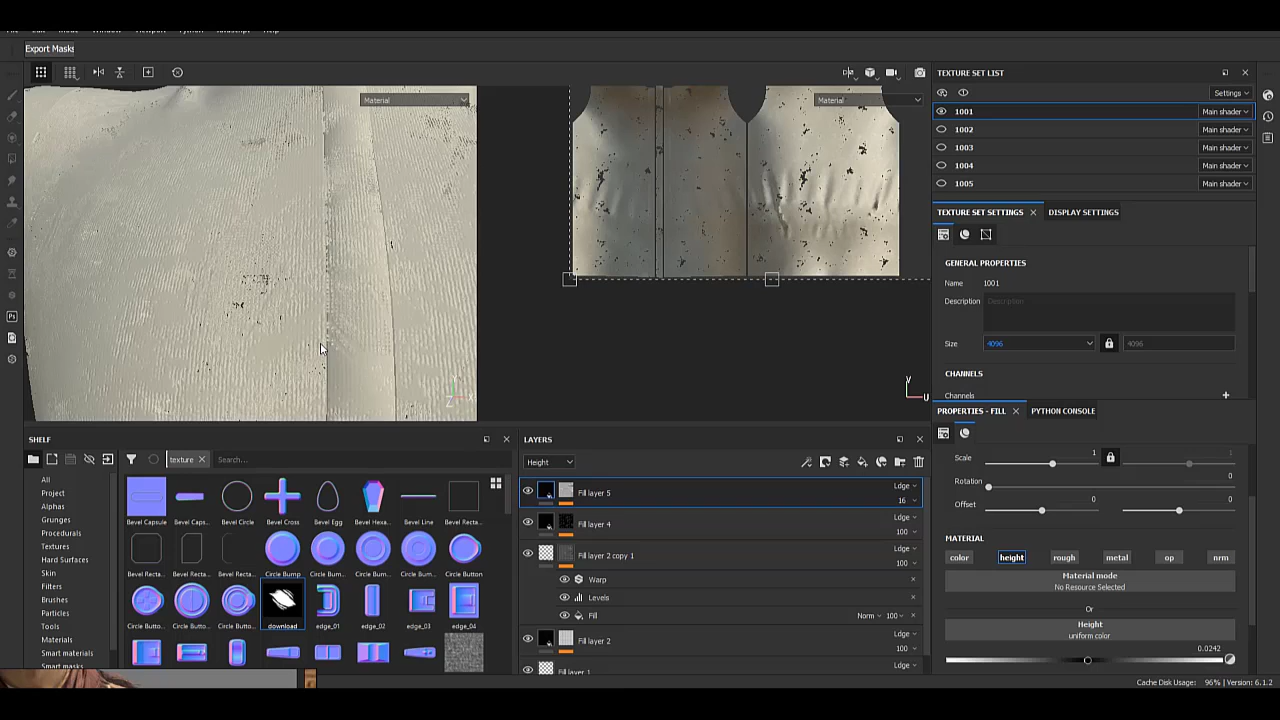 Export Masks
Material
Material
TEXTURE SET LIST
Settings
1001 Main shader
1002 Main shader
1003 Main shader
1004 Main shader
1005 Main shader
TEXTURE SET SETTINGS DISPLAY SETTINGS
GENERAL PROPERTIES
Name 1001
Description Description
Size 4096 4096
CHANNELS
Channels
PROPERTIES - FILL PYTHON CONSOLE
Scale 1 1
Rotation 0
Offset 0 0
MATERIAL
color height rough metal op nrm
Material mode
No Resource Selected
Or
Height
uniform color
0.0242
Z X
Y
U
SHELF
texture Search...
All
Project
Alphas
Grunges
Procedurals
Textures
Hard Surfaces
Skin
Filters
Brushes
Particles
Tools
Materials
Smart materials
Smart masks
Bevel Capsule Bevel Caps... Bevel Circle Bevel Cross Bevel Egg Bevel Hexa... Bevel Line Bevel Recta...
Bevel Recta... Bevel Recta... Bevel Recta... Circle Bump Circle Bum... Circle Bum... Circle Bum... Circle Button
Circle Butto... Circle Butto... Circle Butto... download edge_01 edge_02 edge_03 edge_04
LAYERS
Height
Fill layer 5 Ldge 16
Fill layer 4 Ldge 100
Fill layer 2 copy 1 Ldge 100
Warp
Levels
Fill Norm 100
Fill layer 2 Ldge 100
Fill layer 1 Ldge
Cache Disk Usage: 96% | Version: 6.1.2